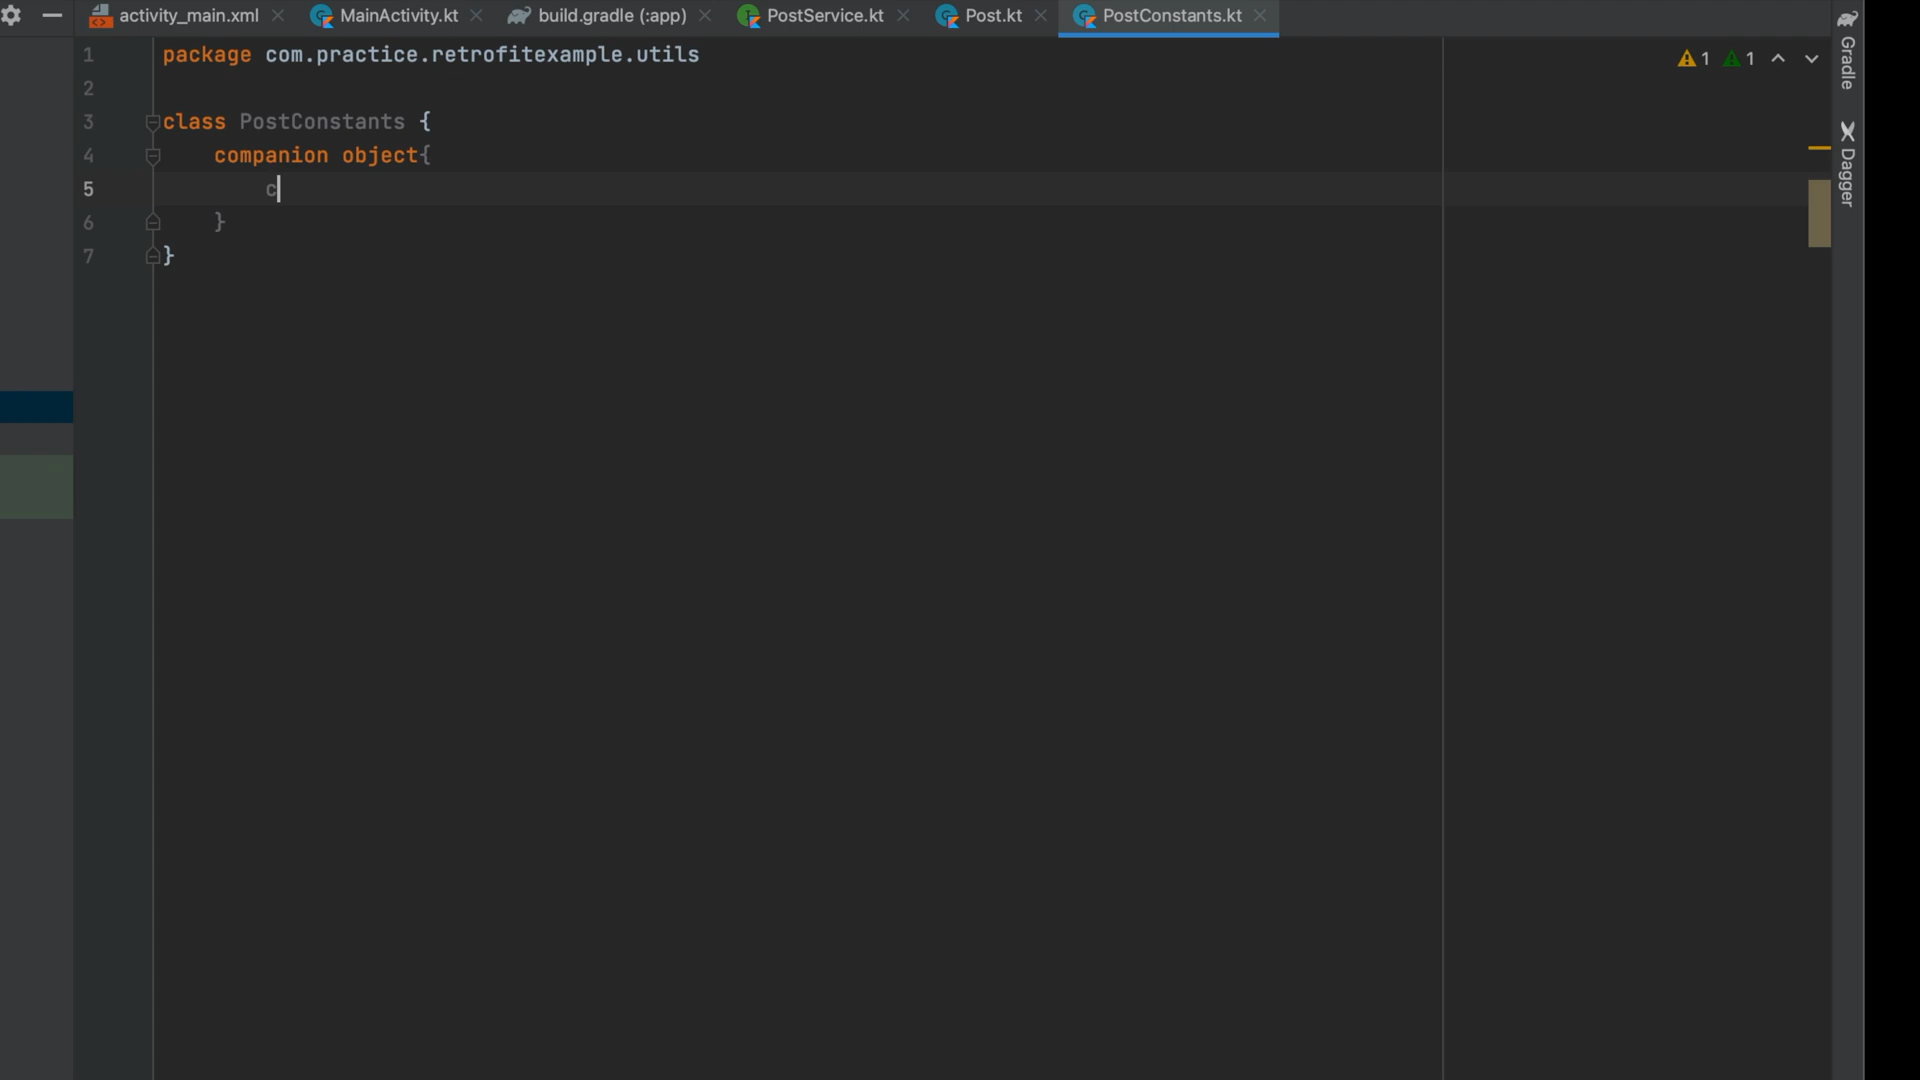 activity_main.xml MainActivity.kt build.gradle (:app) PostService.kt Post.kt PostConstants.kt
1 package com.practice.retrofitexample.utils
2
3 class PostConstants {
4 companion object{
5 c
6 }
7 }
1 1
Gradle
Dagger